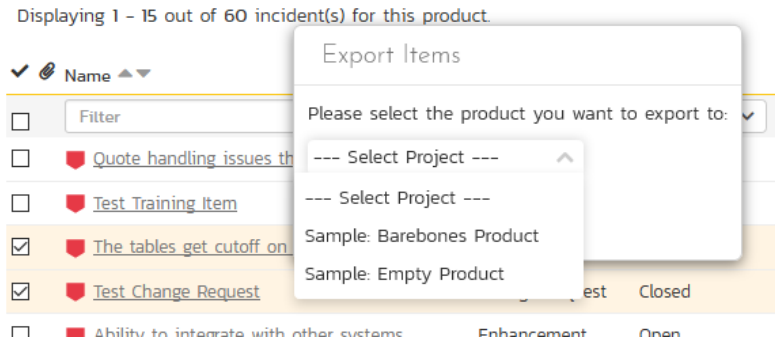 Displaying 1 - 15 out of 60 incident(s) for this product.
Export Items
Name
Please select the product you want to export to:
Filter
--- Select Project ---
Quote handling issues th
--- Select Project ---
Test Training Item
Sample: Barebones Product
The tables get cutoff on
Sample: Empty Product
Test Change Request est Closed
Ability to integrate with other systems Enhancement Open